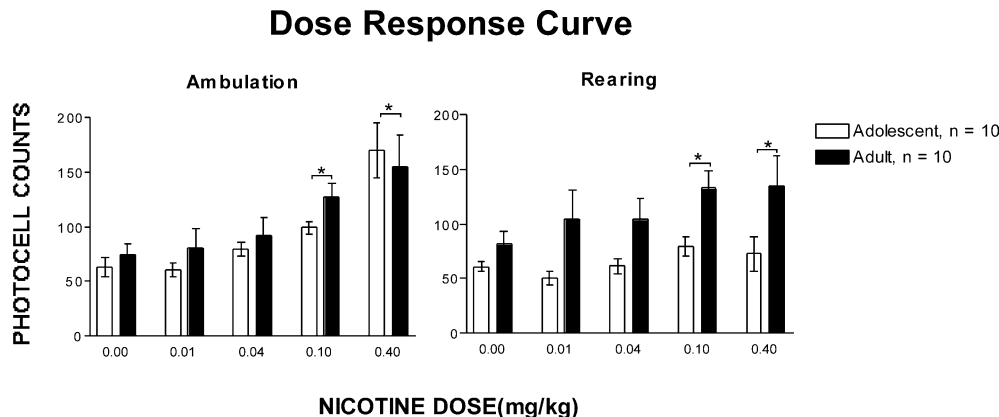 Dose Response Curve
Ambulation
Rearing
PHOTOCELL COUNTS
200
150
100
50
0
*
*
0.00 0.01 0.04 0.10 0.40
200
150
100
50
0
*
*
0.00 0.01 0.04 0.10 0.40
Adolescent, n = 10
Adult, n = 10
NICOTINE DOSE(mg/kg)